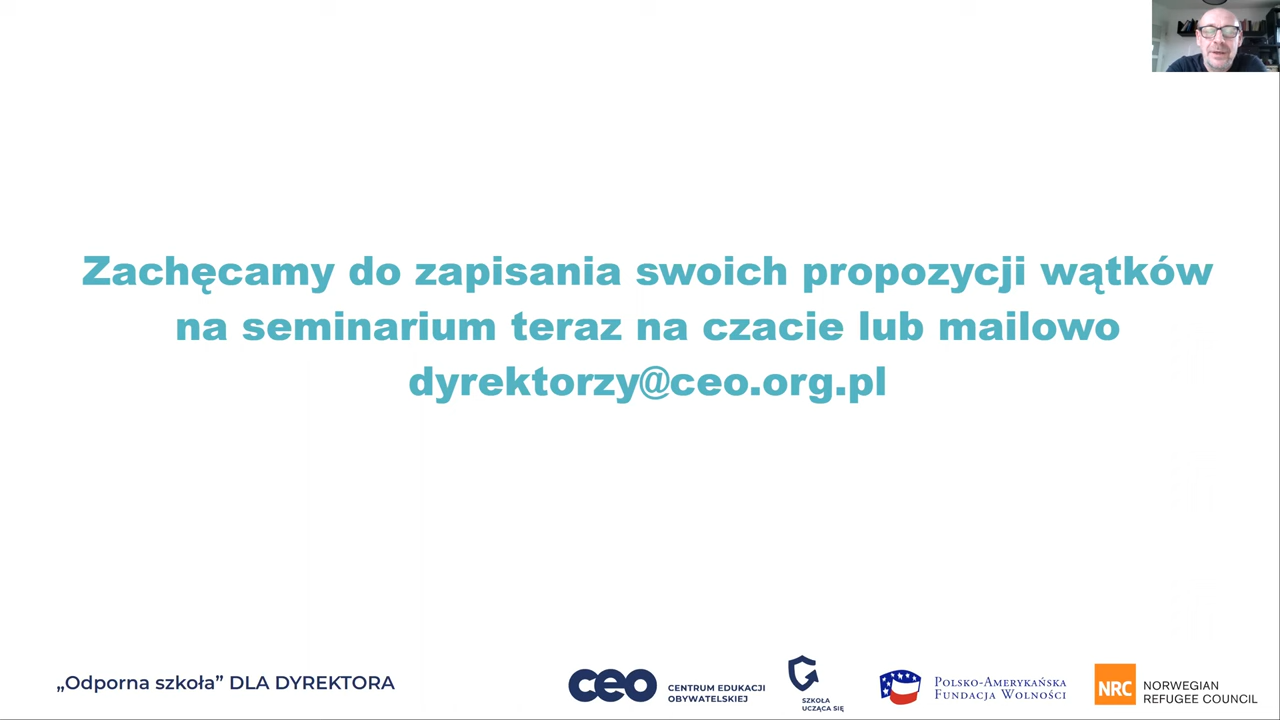 Zachęcamy do zapisania swoich propozycji wątków
na seminarium teraz na czacie lub mailowo
dyrektorzy@ceo.org.pl
„Odporna szkoła” DLA DYREKTORA
ceo
CENTRUM EDUKACJI
OBYWATELSKIEJ
SZKOŁA
UCZĄCA SIĘ
POLSKO-AMERYKAŃSKA
FUNDACJA WOLNOŚCI
NRC
NORWEGIAN
REFUGEE COUNCIL